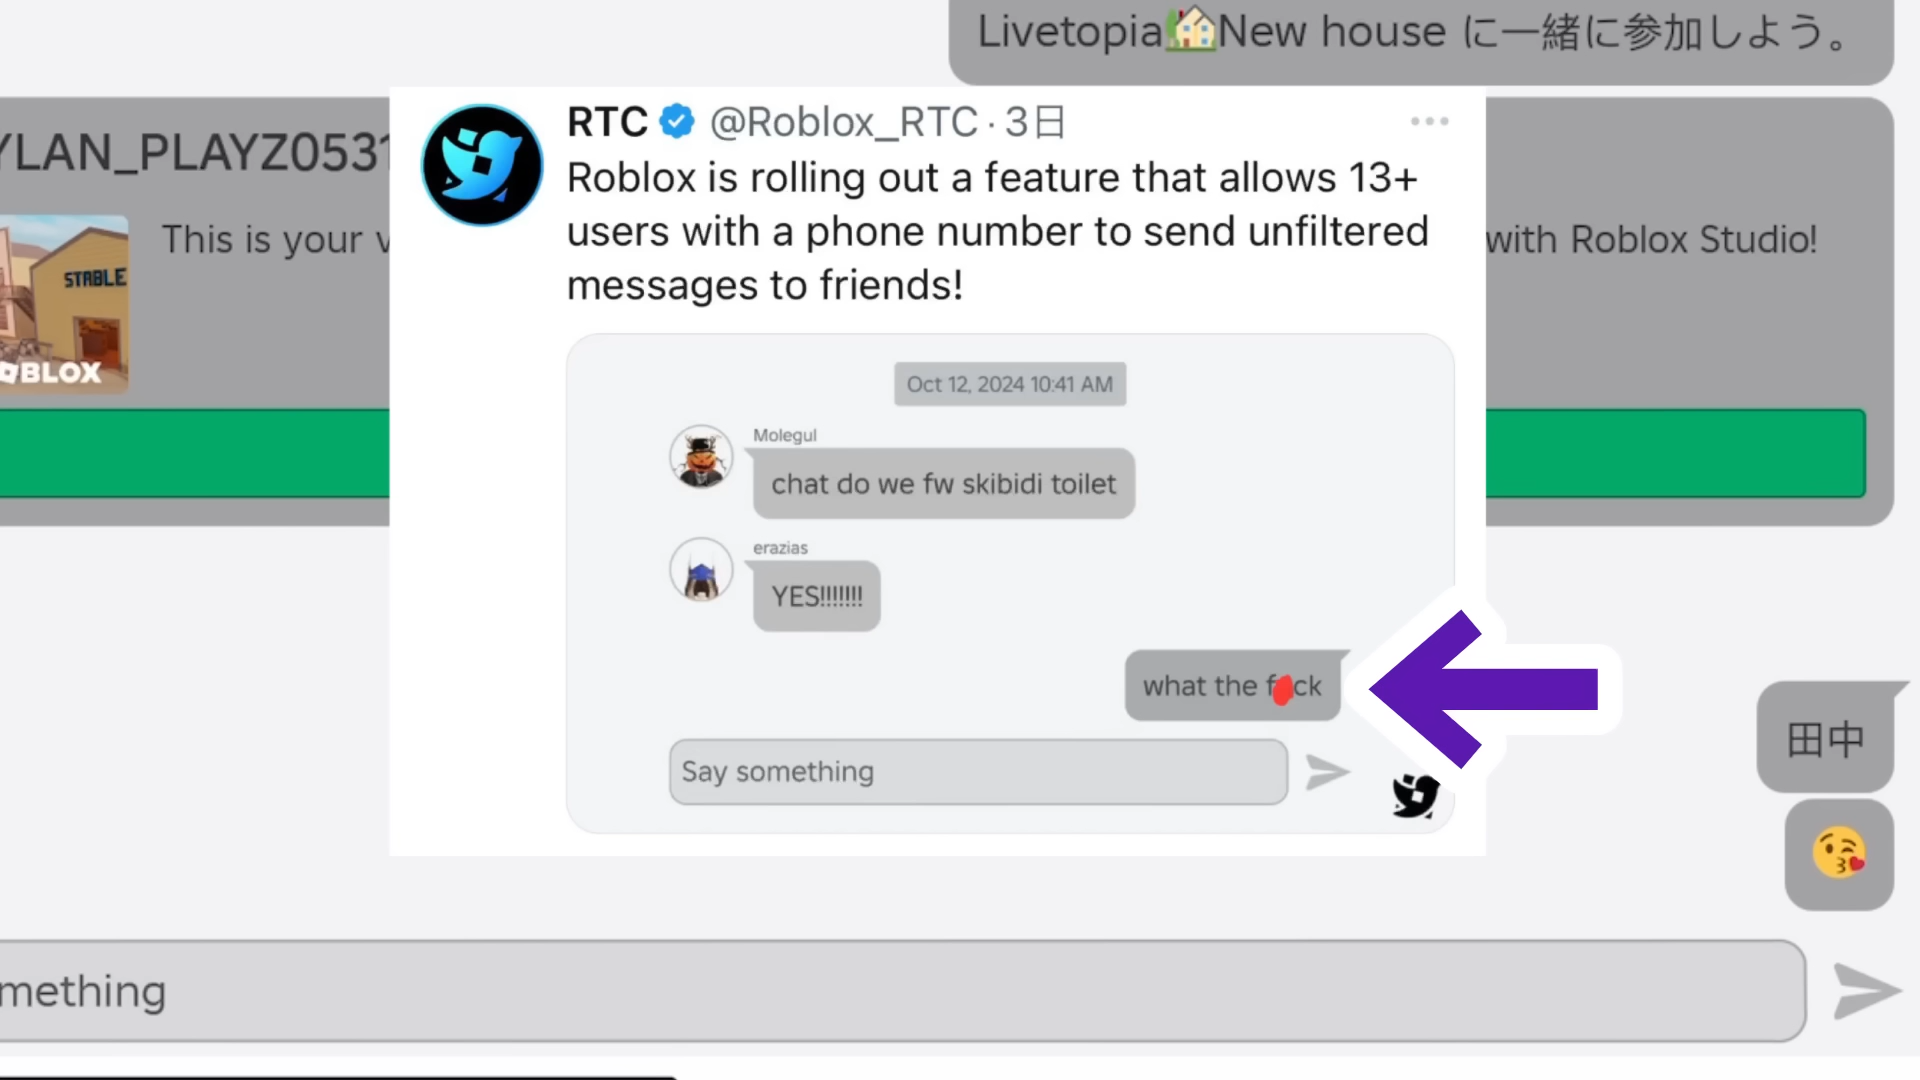 Livetopia🏡New house に一緒に参加しよう。
YLAN_PLAYZ0531
This is your
with Roblox Studio!
STABLE
ROBLOX
RTC @Roblox_RTC · 3日
Roblox is rolling out a feature that allows 13+
users with a phone number to send unfiltered
messages to friends!
Oct 12, 2024 10:41 AM
Molegul
chat do we fw skibidi toilet
erazias
YES!!!!!!!
what the f ck
Say something
田中
😘
mething